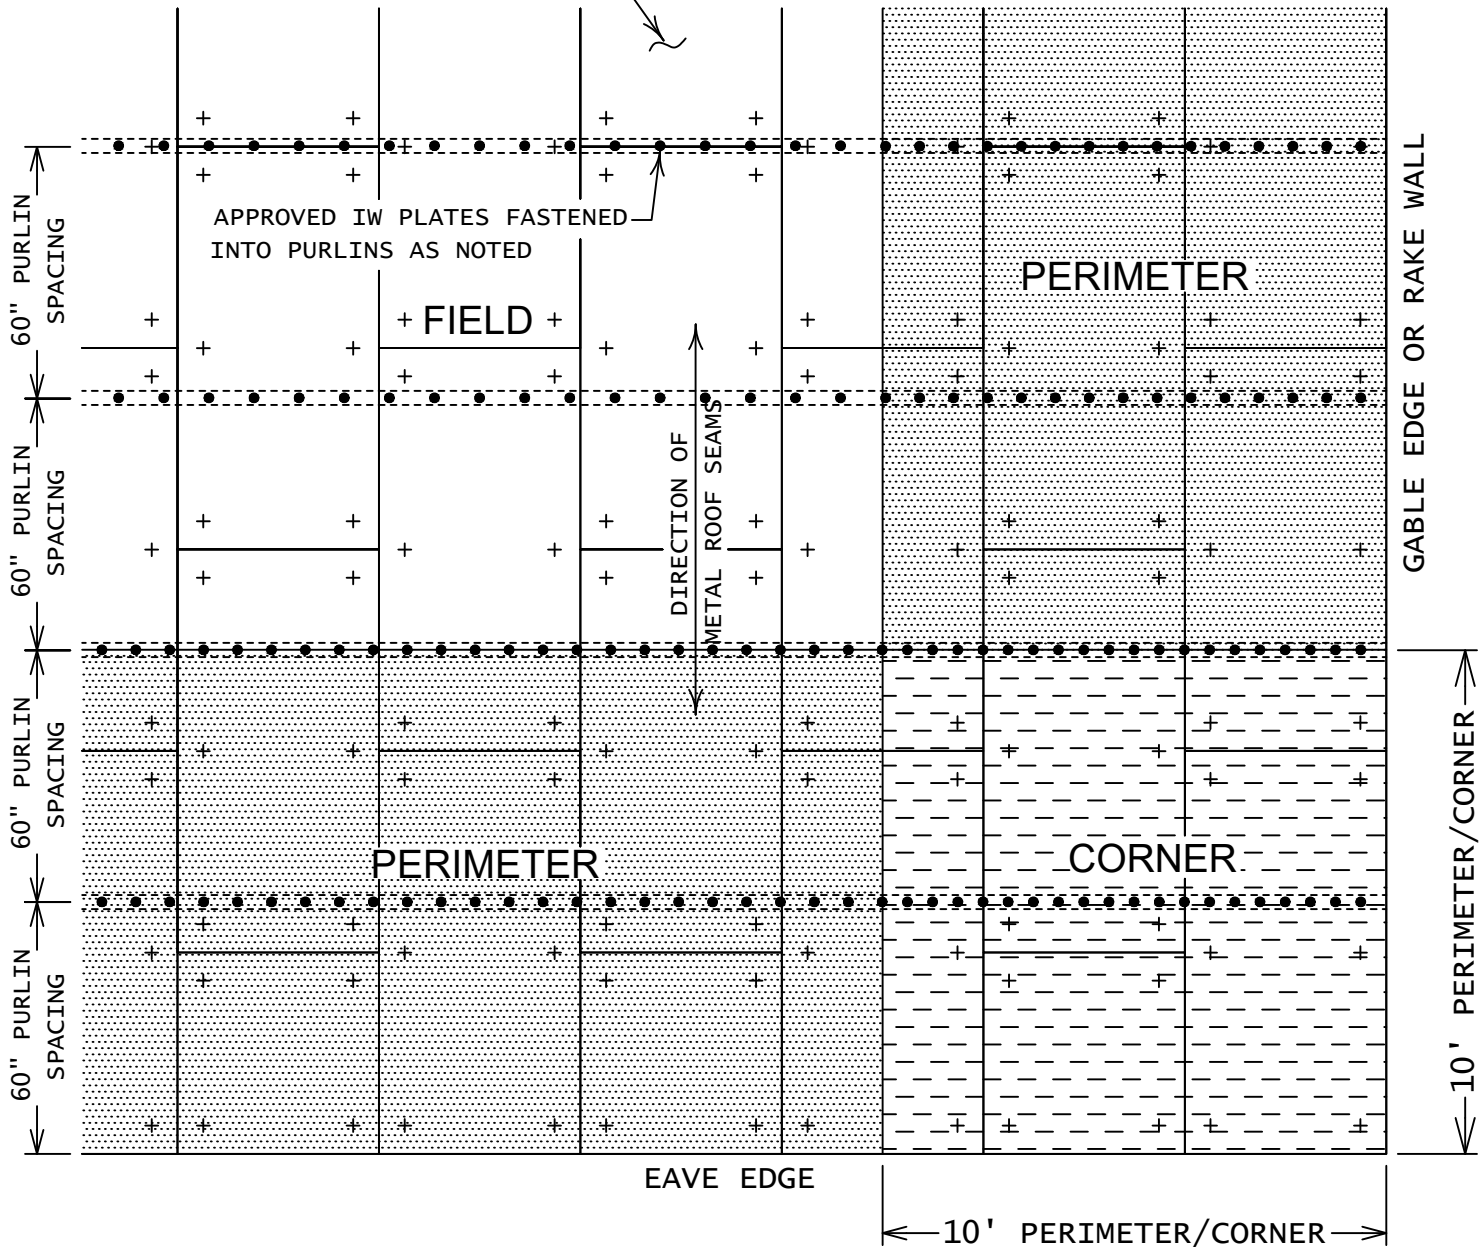 APPROVED IW PLATES FASTENED
INTO PURLINS AS NOTED
60" PURLIN
SPACING
FIELD
PERIMETER
GABLE EDGE OR RAKE WALL
60" PURLIN
SPACING
DIRECTION OF
METAL ROOF SEAMS
60" PURLIN
SPACING
PERIMETER
CORNER
60" PURLIN
SPACING
10' PERIMETER/CORNER
EAVE EDGE
10' PERIMETER/CORNER